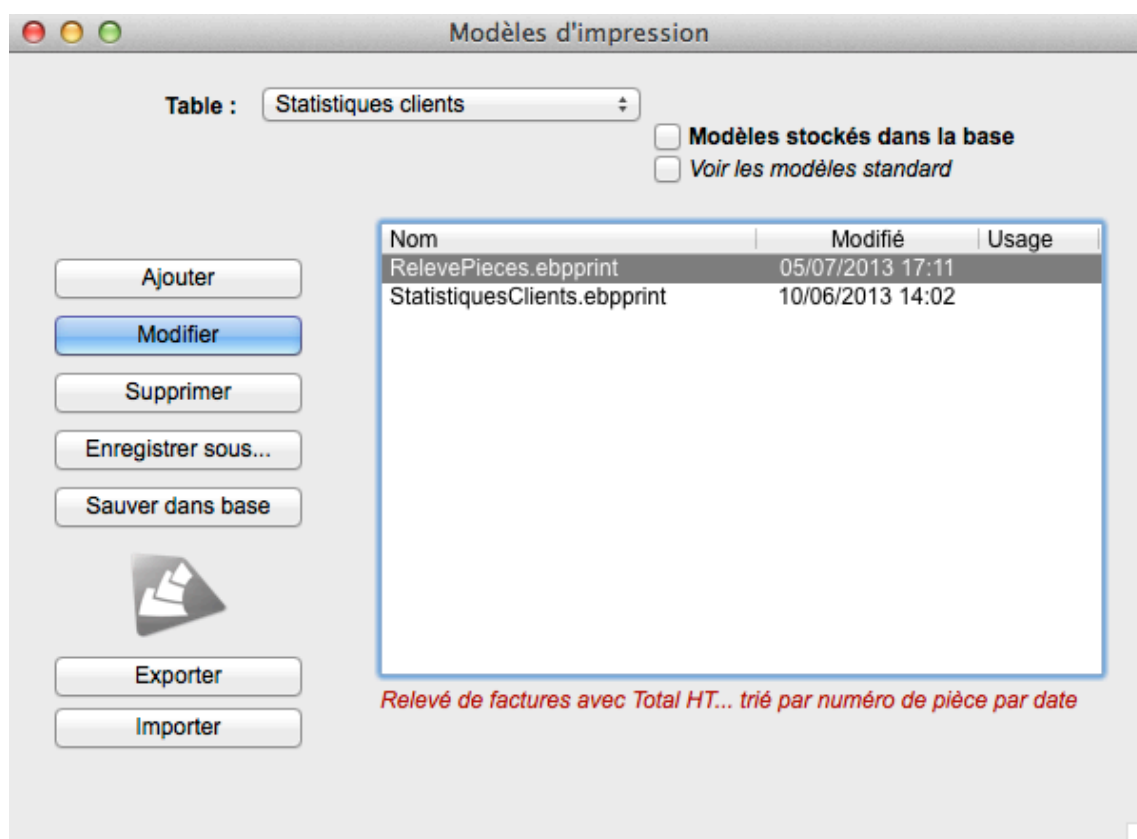 Modèles d'impression
Table : Statistiques clients
Modèles stockés dans la base
Voir les modèles standard
Nom Modifié Usage
RelevePieces.ebpprint 05/07/2013 17:11
StatistiquesClients.ebpprint 10/06/2013 14:02
Ajouter
Modifier
Supprimer
Enregistrer sous...
Sauver dans base
Exporter
Importer
Relevé de factures avec Total HT... trié par numéro de pièce par date